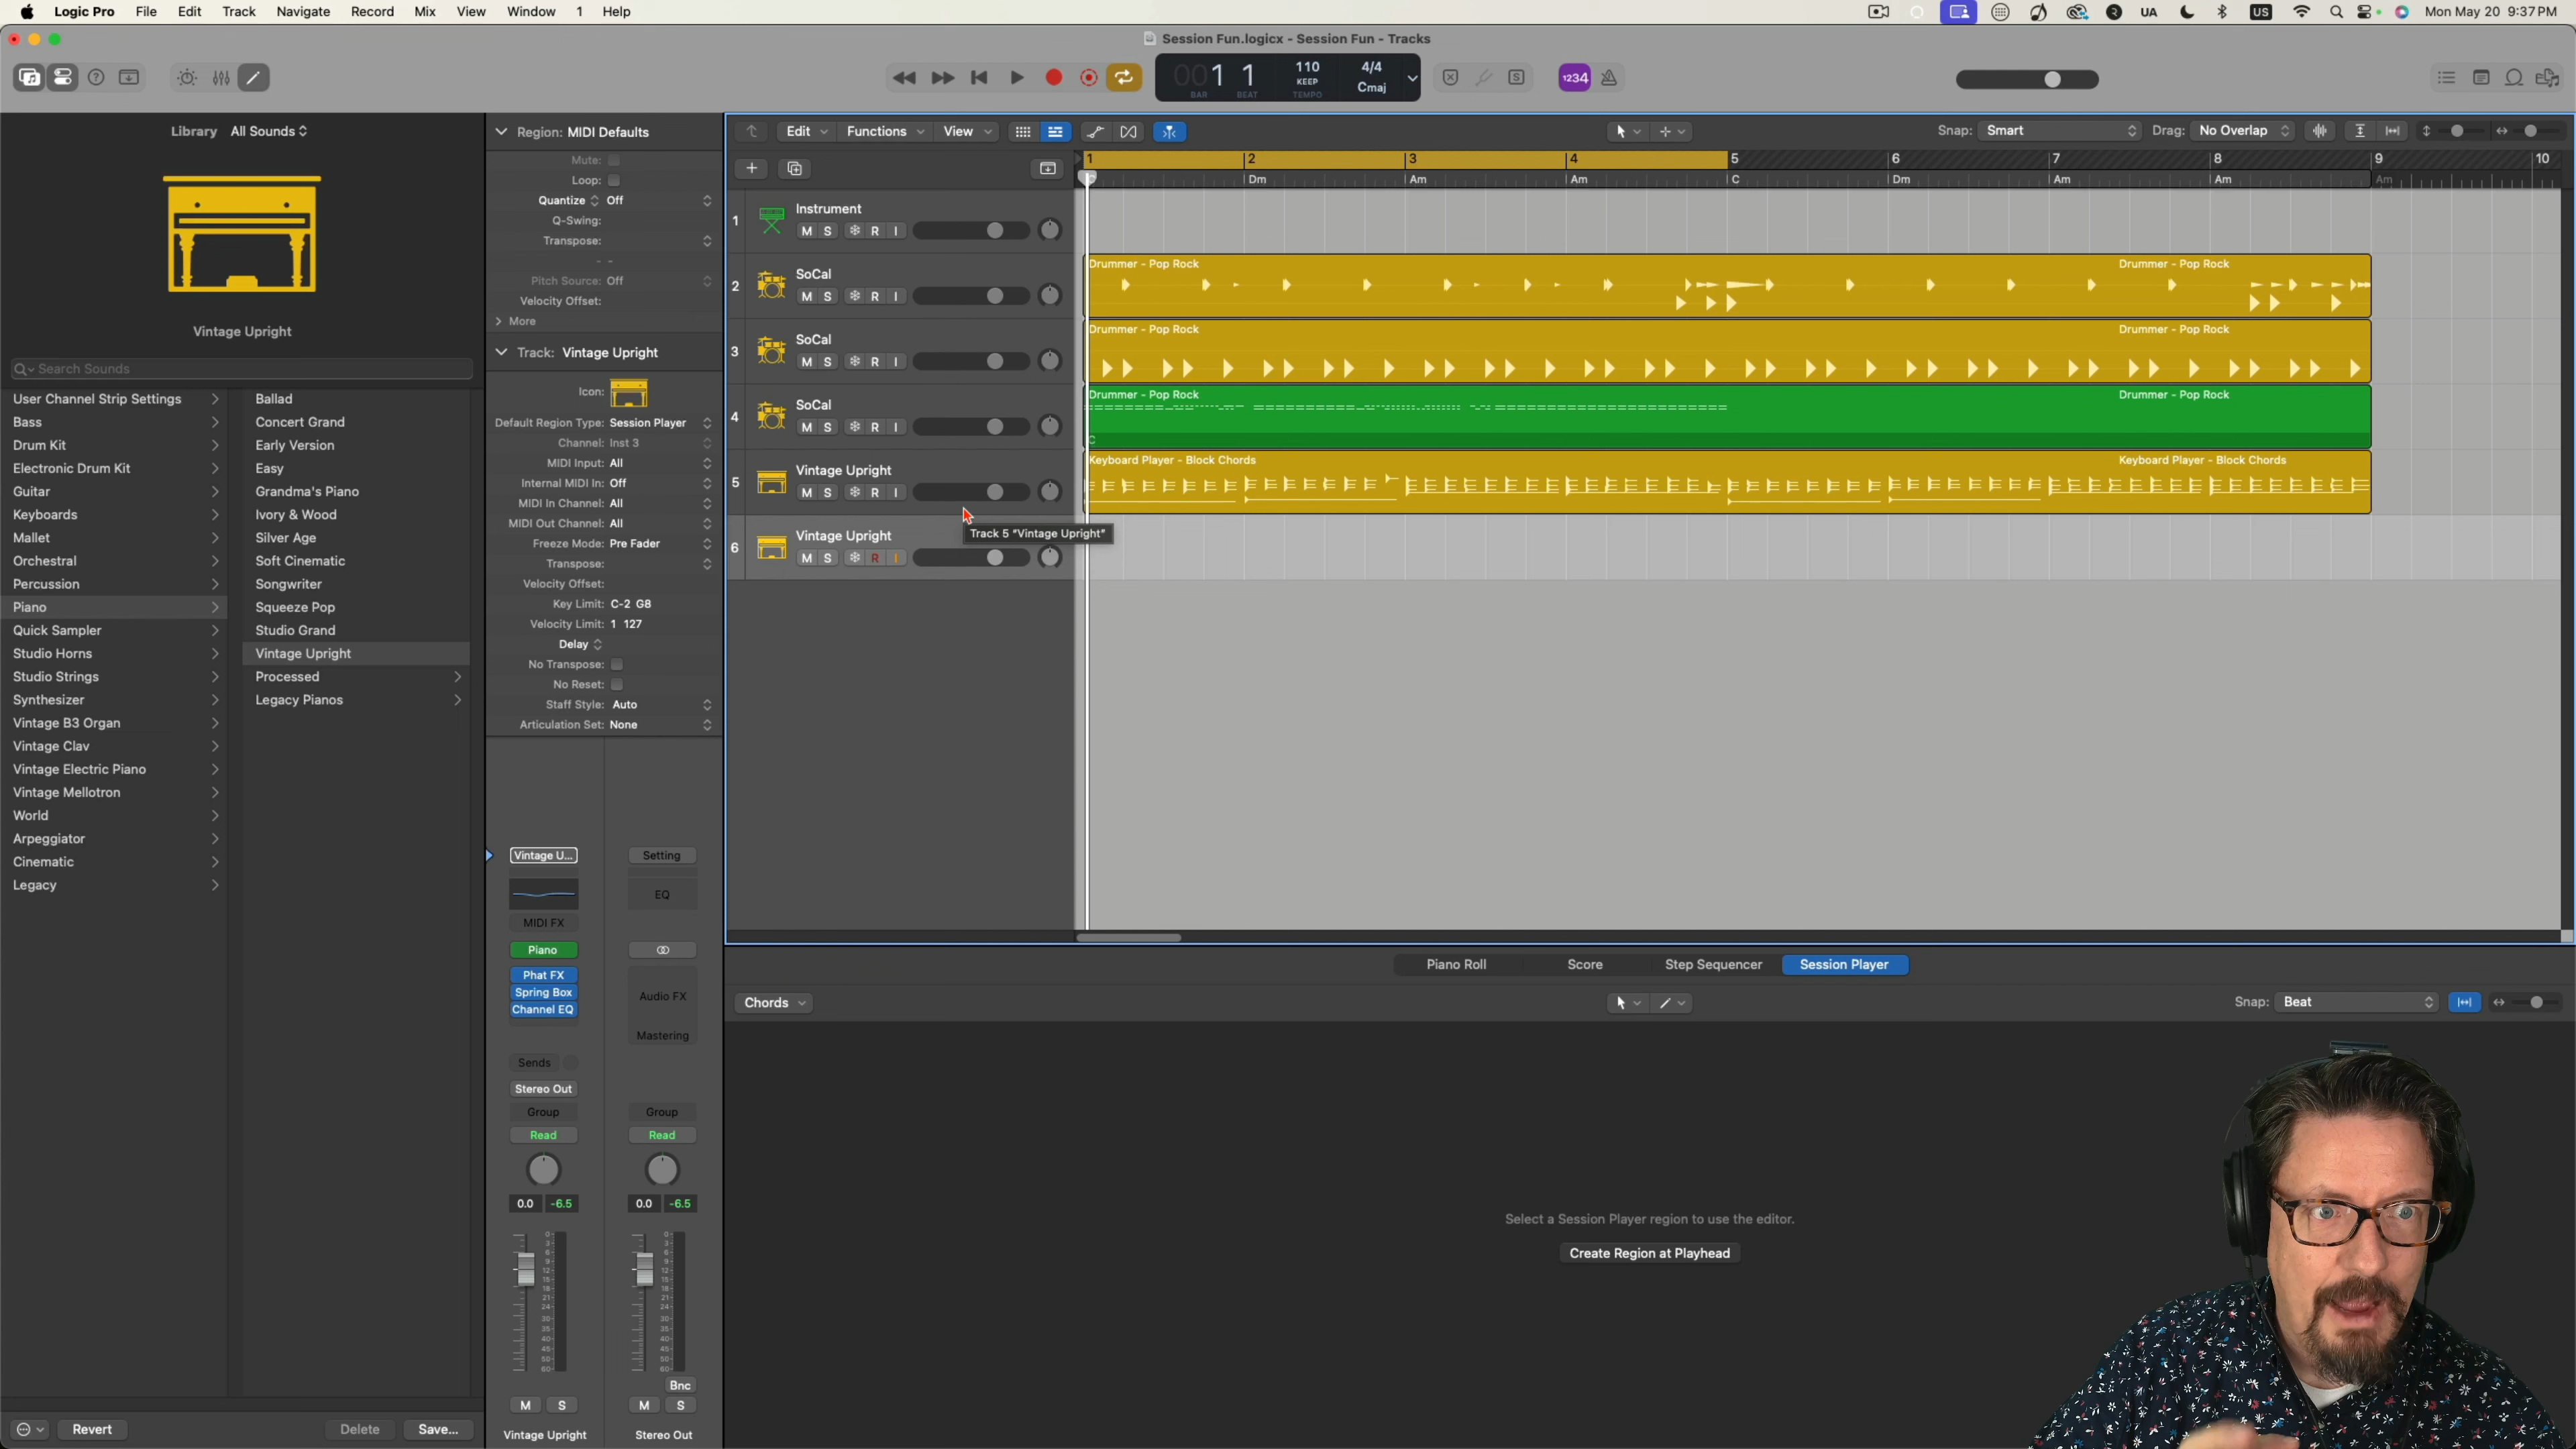 Logic Pro File Edit Track Navigate Record Mix View Window 1 Help
UA US Mon May 20 9:37 PM
Session Fun.logicx - Session Fun - Tracks
001 1 110 4/4
KEEP Cmaj
BAR BEAT TEMPO
S 1234
Library All Sounds
Vintage Upright
Search Sounds
User Channel Strip Settings
Bass
Drum Kit
Electronic Drum Kit
Guitar
Keyboards
Mallet
Orchestral
Percussion
Piano
Quick Sampler
Studio Horns
Studio Strings
Synthesizer
Vintage B3 Organ
Vintage Clav
Vintage Electric Piano
Vintage Mellotron
World
Arpeggiator
Cinematic
Legacy
Ballad
Concert Grand
Early Version
Easy
Grandma's Piano
Ivory & Wood
Silver Age
Soft Cinematic
Songwriter
Squeeze Pop
Studio Grand
Vintage Upright
Processed
Legacy Pianos
Revert Delete Save...
Region: MIDI Defaults
Mute:
Loop:
Quantize Off
Q-Swing:
Transpose:
- -
Pitch Source: Off
Velocity Offset:
More
Track: Vintage Upright
Icon:
Default Region Type: Session Player
Channel: Inst 3
MIDI Input: All
Internal MIDI In: Off
MIDI In Channel: All
MIDI Out Channel: All
Freeze Mode: Pre Fader
Transpose:
Velocity Offset:
Key Limit: C-2 G8
Velocity Limit: 1 127
Delay
No Transpose:
No Reset:
Staff Style: Auto
Articulation Set: None
Vintage U... Setting
EQ
MIDI FX
Piano
Phat FX
Spring Box Audio FX
Channel EQ
Mastering
Sends
Stereo Out
Group Group
Read Read
0.0 -6.5 0.0 -6.5
Bnc
M S M S
Vintage Upright Stereo Out
Edit Functions View Snap: Smart Drag: No Overlap
1 2 3 4 5 6 7 8 9 10
Dm Am Am C Dm Am Am Am
1 Instrument
M S R I
2 SoCal
M S R I
Drummer - Pop Rock Drummer - Pop Rock
3 SoCal
M S R I
Drummer - Pop Rock Drummer - Pop Rock
4 SoCal
M S R I
Drummer - Pop Rock Drummer - Pop Rock
C
5 Vintage Upright
M S R I
Keyboard Player - Block Chords Keyboard Player - Block Chords
6 Vintage Upright
M S R I
Track 5 "Vintage Upright"
Piano Roll Score Step Sequencer Session Player
Chords Snap: Beat
Select a Session Player region to use the editor.
Create Region at Playhead